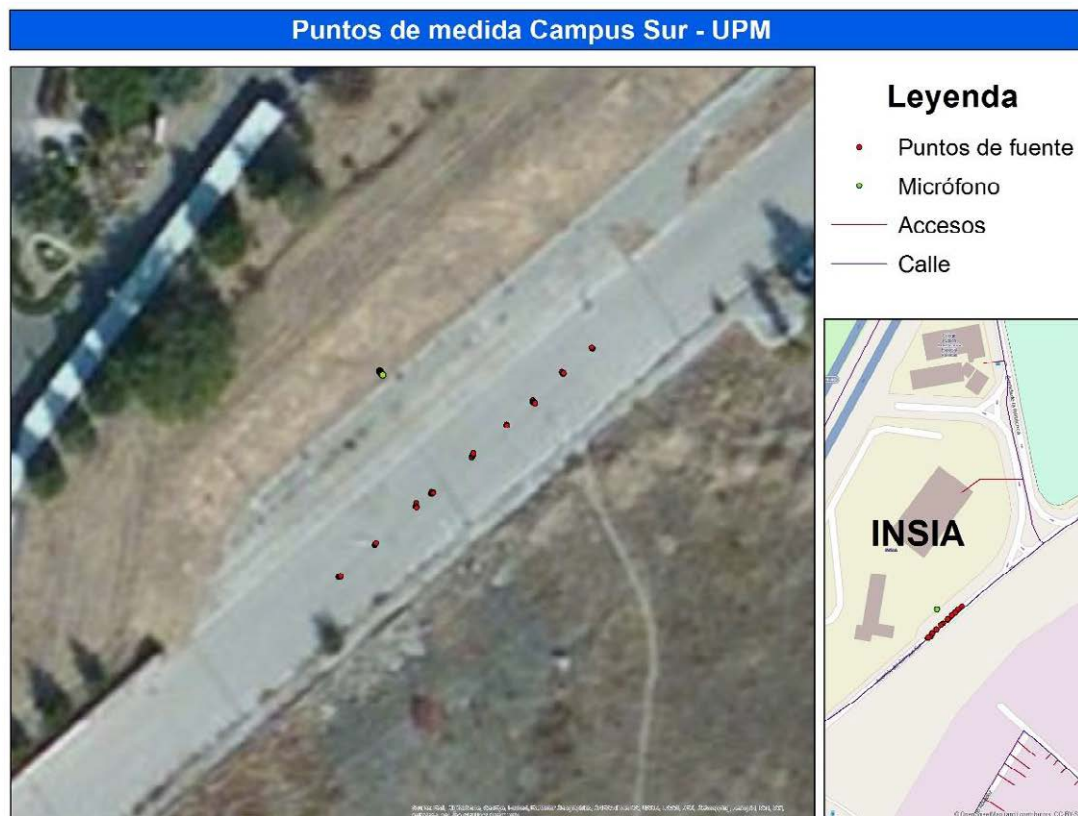 Puntos de medida Campus Sur - UPM
Leyenda
Puntos de fuente
Micrófono
Accesos
Calle
INSIA